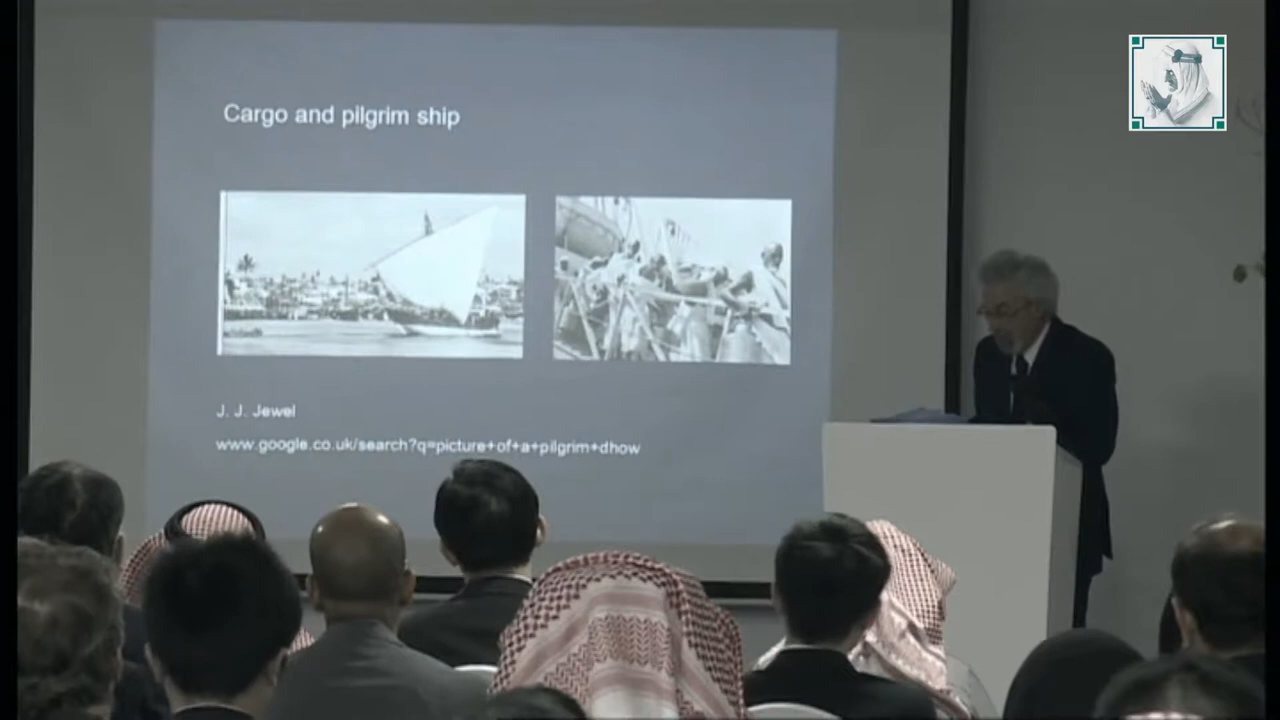 Cargo and pilgrim ship
J. J. Jewel
www.google.co.uk/search?q=picture+of+a+pilgrim+dhow